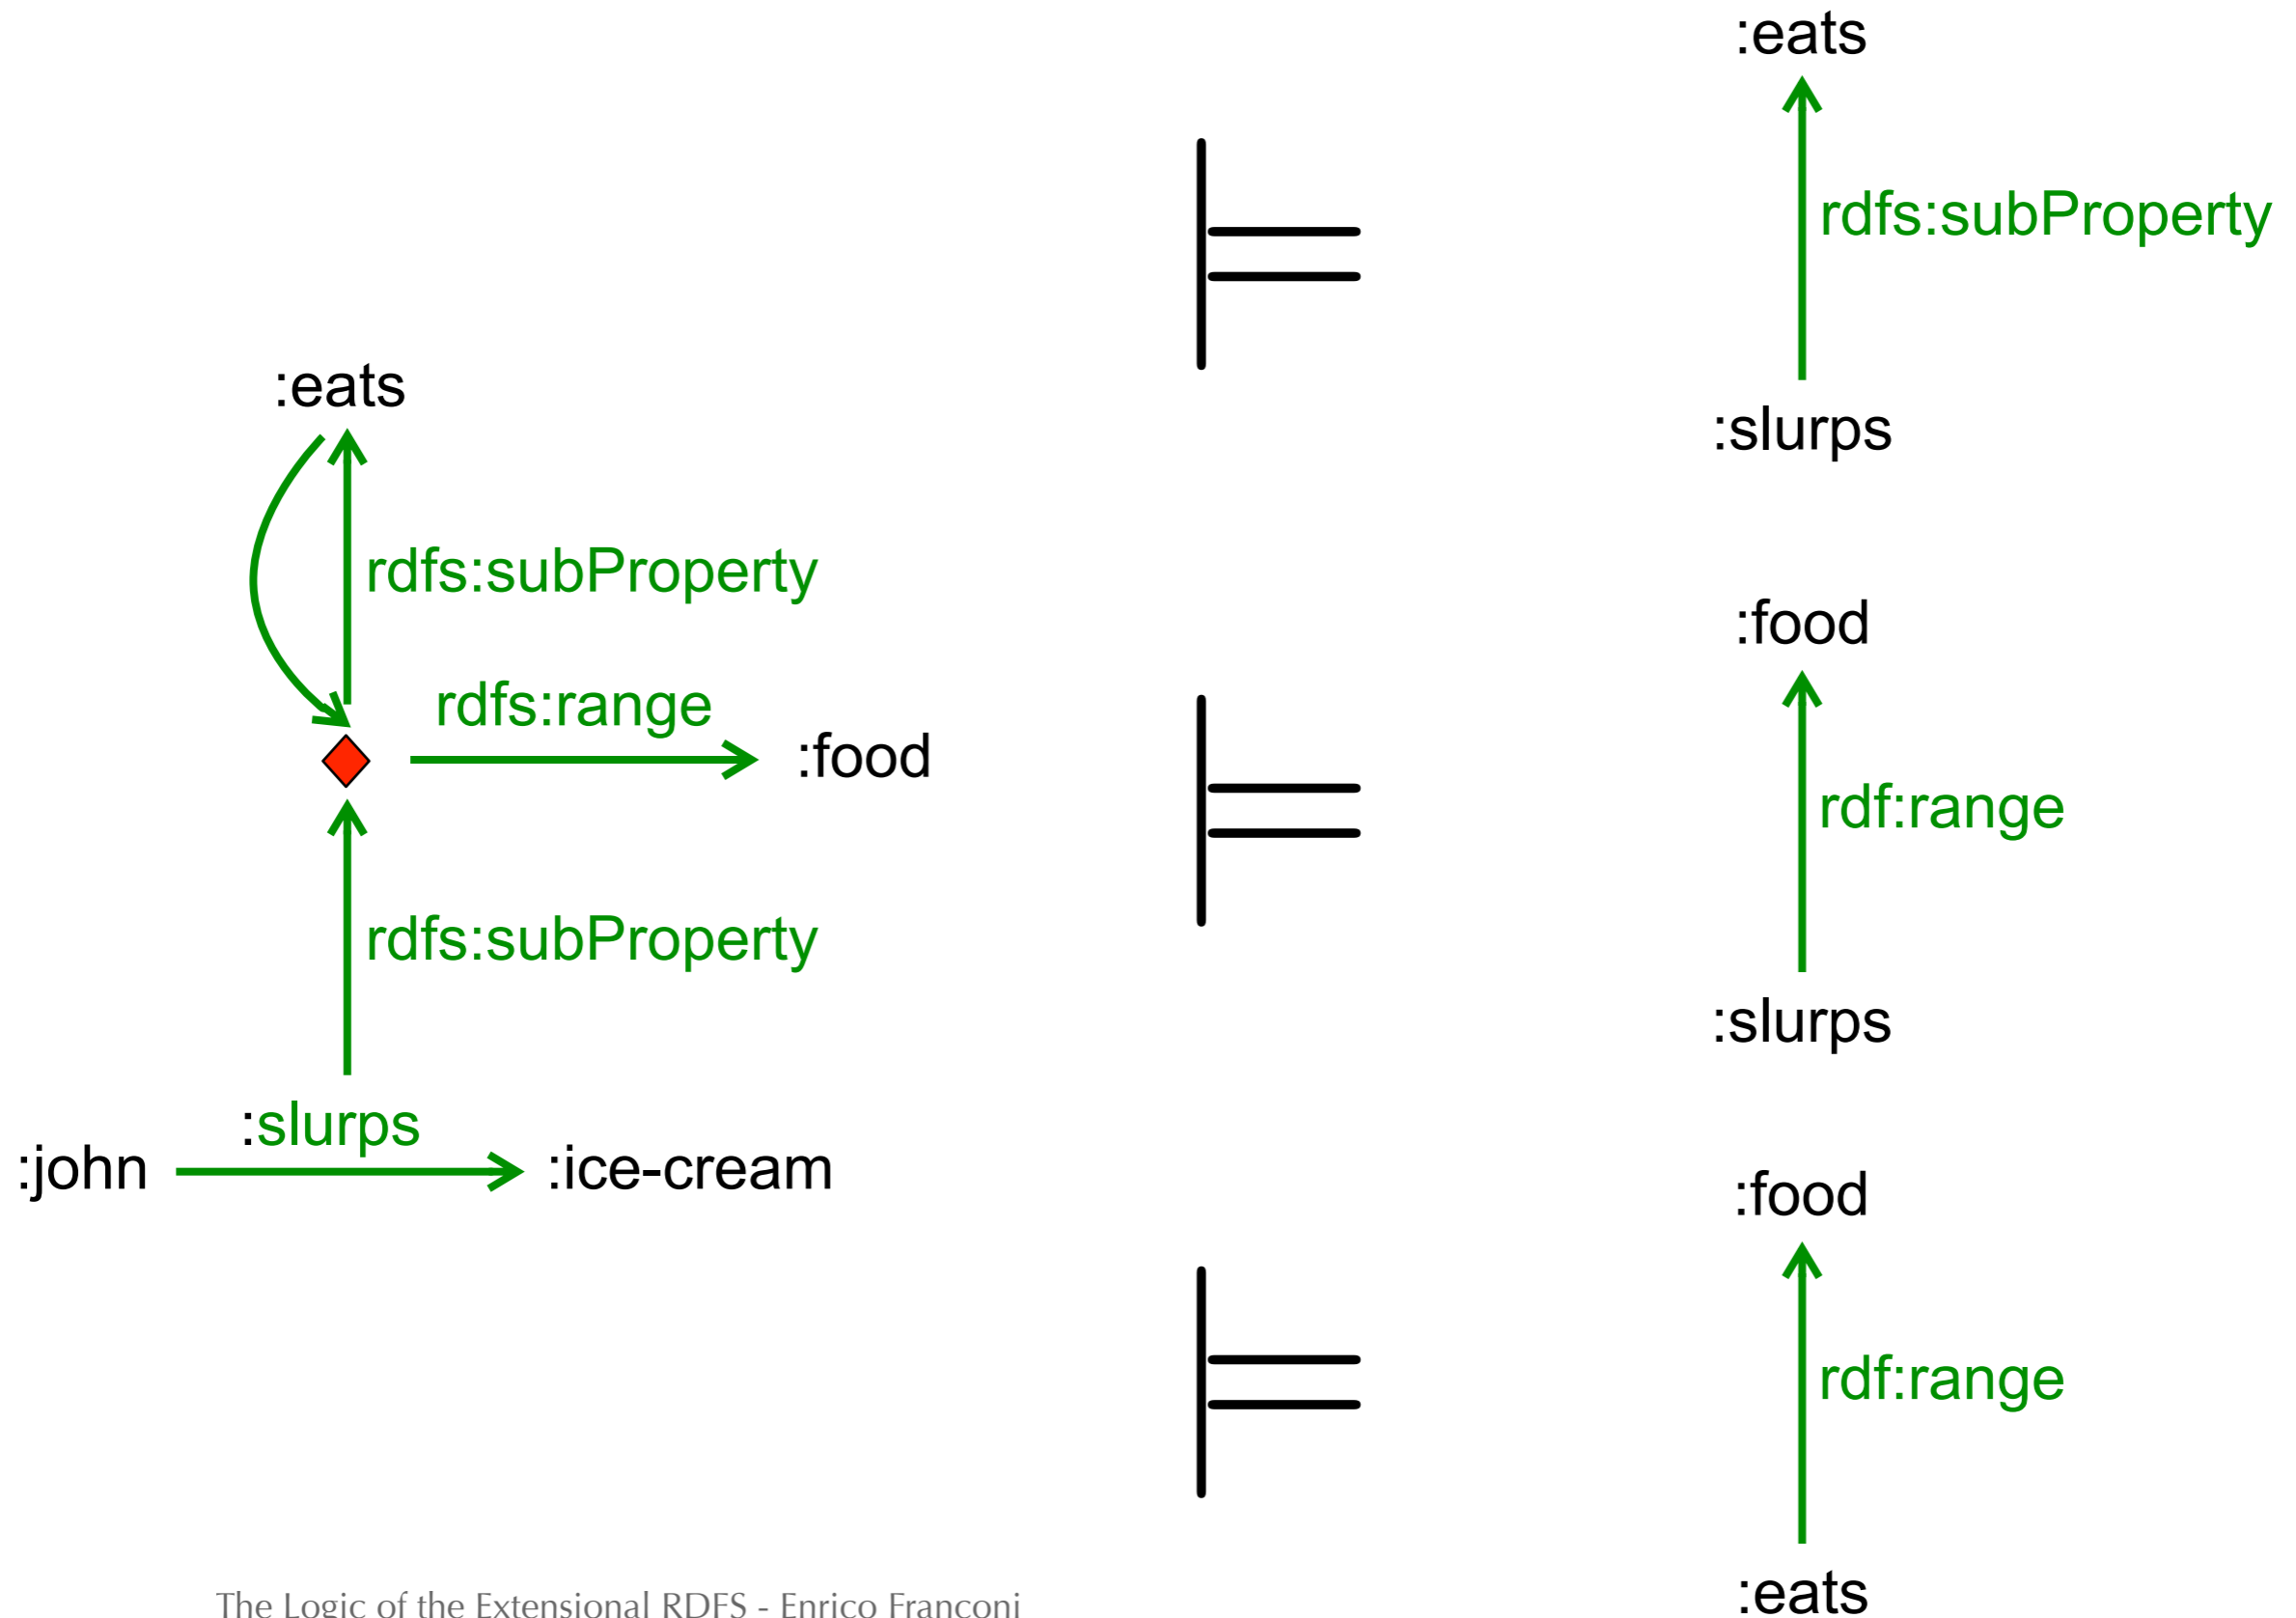 :eats
rdfs:subProperty
:slurps
:eats
rdfs:subProperty
rdfs:range
:food
rdfs:subProperty
:slurps
:john
:ice-cream
:food
rdf:range
:slurps
:food
rdf:range
:eats
The Logic of the Extensional RDFS - Enrico Franconi